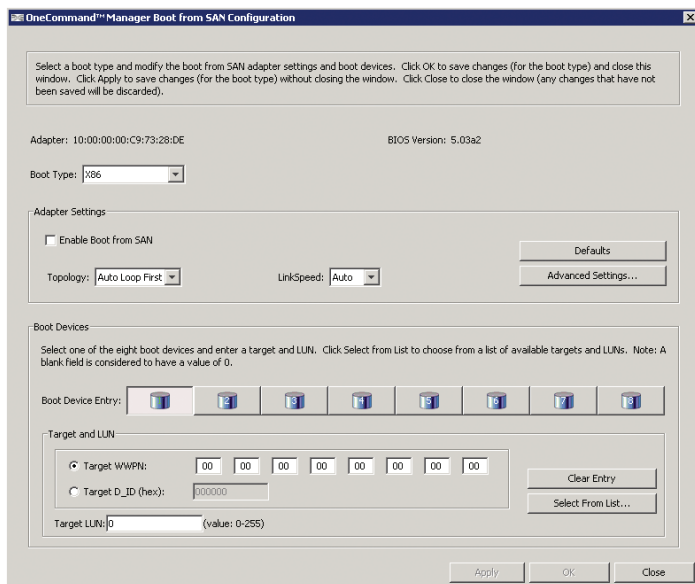 OneCommand™ Manager Boot from SAN Configuration
Select a boot type and modify the boot from SAN adapter settings and boot devices. Click OK to save changes (for the boot type) and close this
window. Click Apply to save changes (for the boot type) without closing the window. Click Close to close the window (any changes that have not
been saved will be discarded).
Adapter: 10:00:00:00:C9:73:28:DE BIOS Version: 5.03a2
Boot Type: X86
Adapter Settings
Enable Boot from SAN
Defaults
Topology: Auto Loop First LinkSpeed: Auto Advanced Settings...
Boot Devices
Select one of the eight boot devices and enter a target and LUN. Click Select from List to choose from a list of available targets and LUNs. Note: A
blank field is considered to have a value of 0.
Boot Device Entry: 2 3 4 5 6 7 8
Target and LUN
Target WWPN: 00 00 00 00 00 00 00 00
Clear Entry
Target D_ID (hex): 000000
Select From List...
Target LUN: 0 (value: 0-255)
Apply OK Close